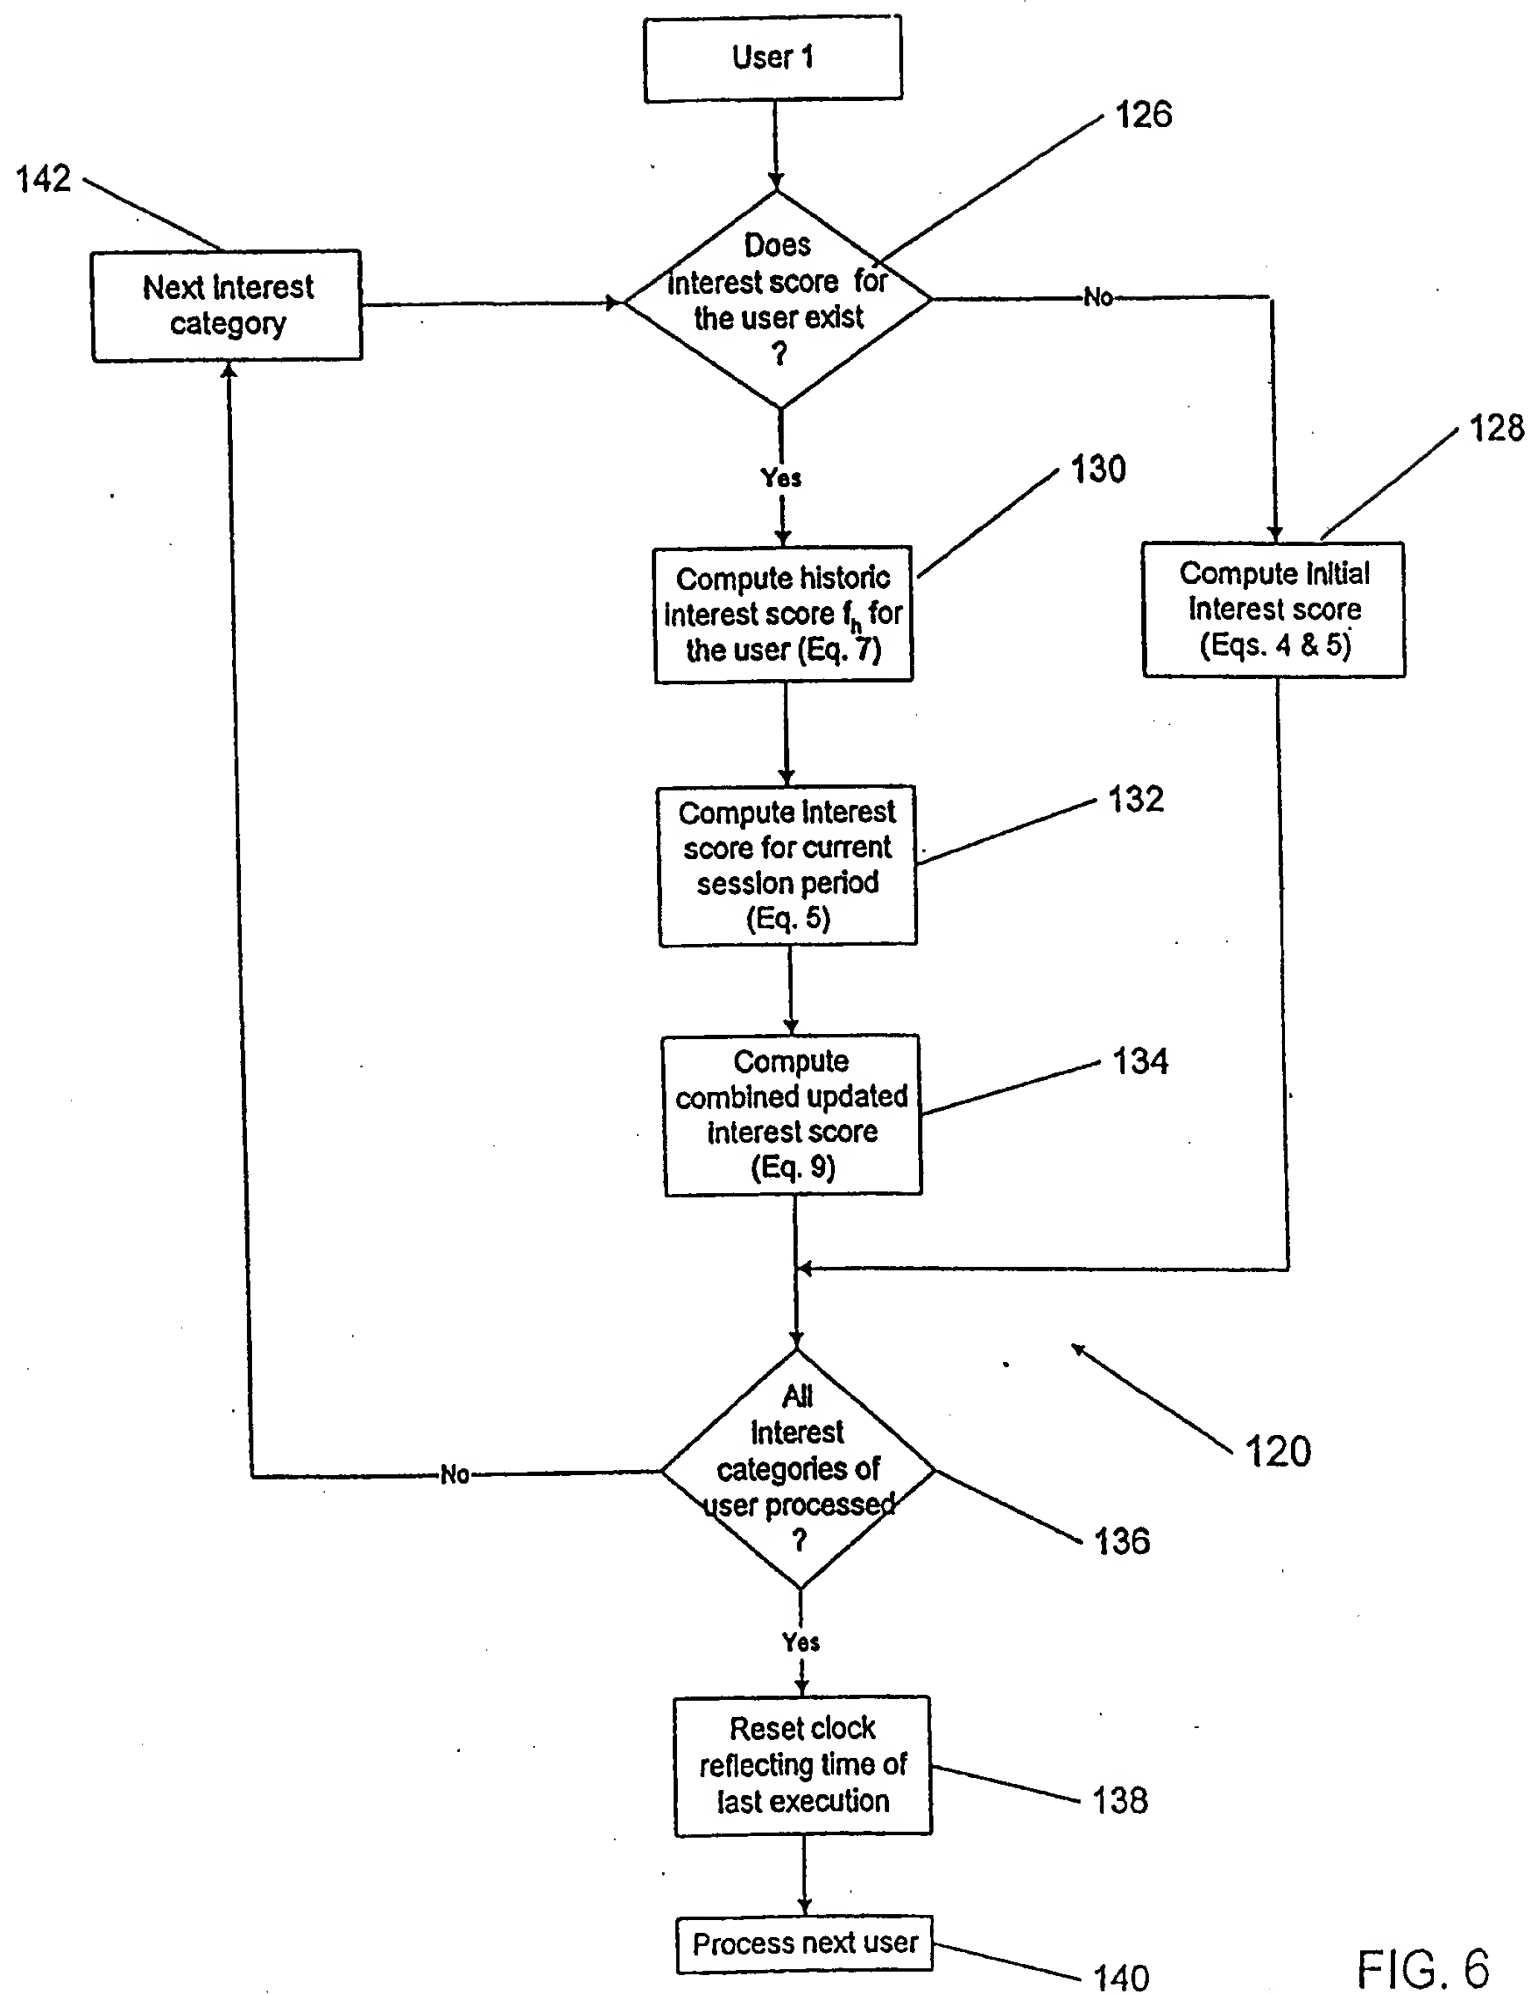 User 1
126
142
Does
interest score for
the user exist
?
Next Interest
category
No
128
Yes
130
Compute historic
interest score fh for
the user (Eq. 7)
Compute initial
Interest score
(Eqs. 4 & 5)
Compute Interest
score for current
session period
(Eq. 5)
132
Compute
combined updated
interest score
(Eq. 9)
134
All
Interest
categories of
user processed
?
120
No
136
Yes
Reset clock
reflecting time of
last execution
138
Process next user
140
FIG. 6